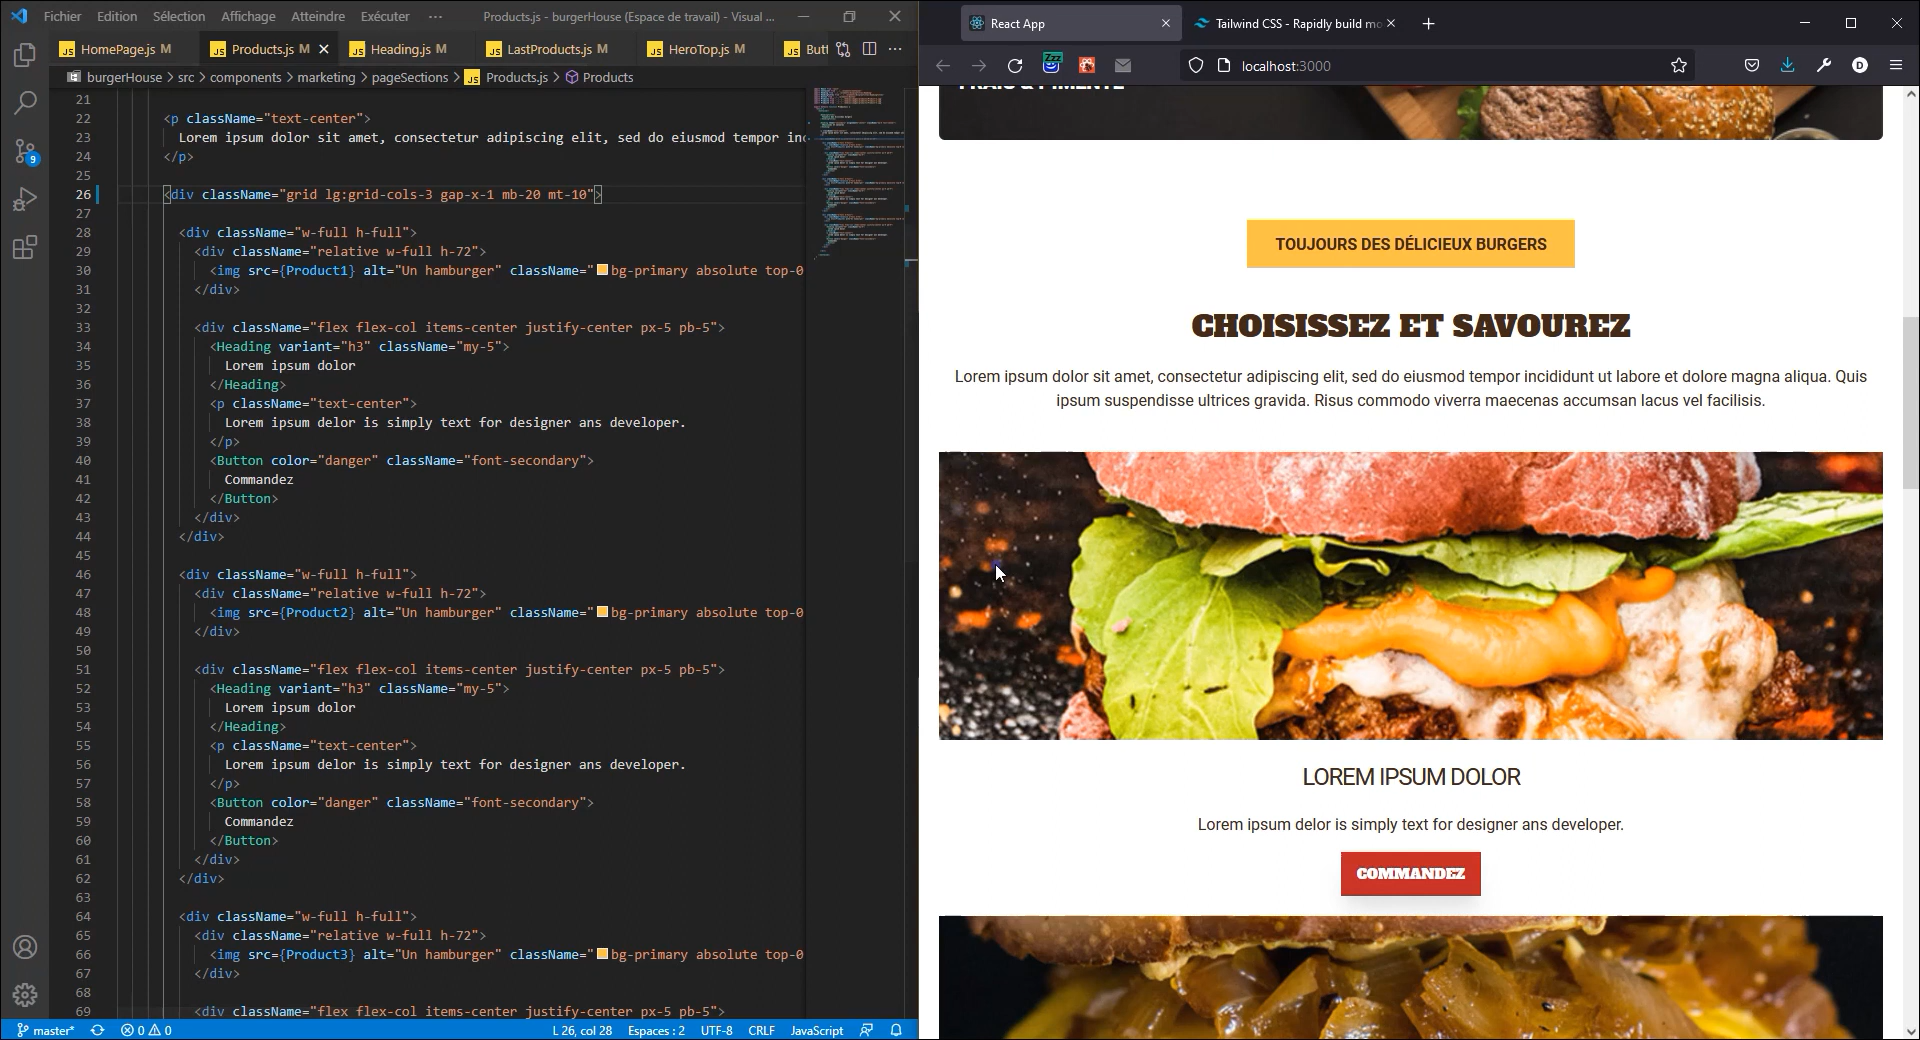 Fichier Edition Sélection Affichage Atteindre Exécuter ··· Products.js - burgerHouse (Espace de travail) - Visual ...
HomePage.js M Products.js M Heading.js M LastProducts.js M HeroTop.js M Butt
burgerHouse > src > components > marketing > pageSections > Products.js > Products
21
22 <p className="text-center">
23 Lorem ipsum dolor sit amet, consectetur adipiscing elit, sed do eiusmod tempor inc
24 </p>
25
26 <div className="grid lg:grid-cols-3 gap-x-1 mb-20 mt-10">
27
28 <div className="w-full h-full">
29 <div className="relative w-full h-72">
30 <img src={Product1} alt="Un hamburger" className="bg-primary absolute top-0
31 </div>
32
33 <div className="flex flex-col items-center justify-center px-5 pb-5">
34 <Heading variant="h3" className="my-5">
35 Lorem ipsum dolor
36 </Heading>
37 <p className="text-center">
38 Lorem ipsum delor is simply text for designer ans developer.
39 </p>
40 <Button color="danger" className="font-secondary">
41 Commandez
42 </Button>
43 </div>
44 </div>
45
46 <div className="w-full h-full">
47 <div className="relative w-full h-72">
48 <img src={Product2} alt="Un hamburger" className="bg-primary absolute top-0
49 </div>
50
51 <div className="flex flex-col items-center justify-center px-5 pb-5">
52 <Heading variant="h3" className="my-5">
53 Lorem ipsum dolor
54 </Heading>
55 <p className="text-center">
56 Lorem ipsum delor is simply text for designer ans developer.
57 </p>
58 <Button color="danger" className="font-secondary">
59 Commandez
60 </Button>
61 </div>
62 </div>
63
64 <div className="w-full h-full">
65 <div className="relative w-full h-72">
66 <img src={Product3} alt="Un hamburger" className="bg-primary absolute top-0
67 </div>
68
69 <div className="flex flex-col items-center justify-center px-5 pb-5">
9
master* 0 0 L 26, col 28 Espaces : 2 UTF-8 CRLF JavaScript
React App Tailwind CSS - Rapidly build mo
Zzz localhost:3000 D
FRAIS & PIMENTÉ
TOUJOURS DES DÉLICIEUX BURGERS
CHOISISSEZ ET SAVOUREZ
Lorem ipsum dolor sit amet, consectetur adipiscing elit, sed do eiusmod tempor incididunt ut labore et dolore magna aliqua. Quis
ipsum suspendisse ultrices gravida. Risus commodo viverra maecenas accumsan lacus vel facilisis.
LOREM IPSUM DOLOR
Lorem ipsum delor is simply text for designer ans developer.
COMMANDEZ